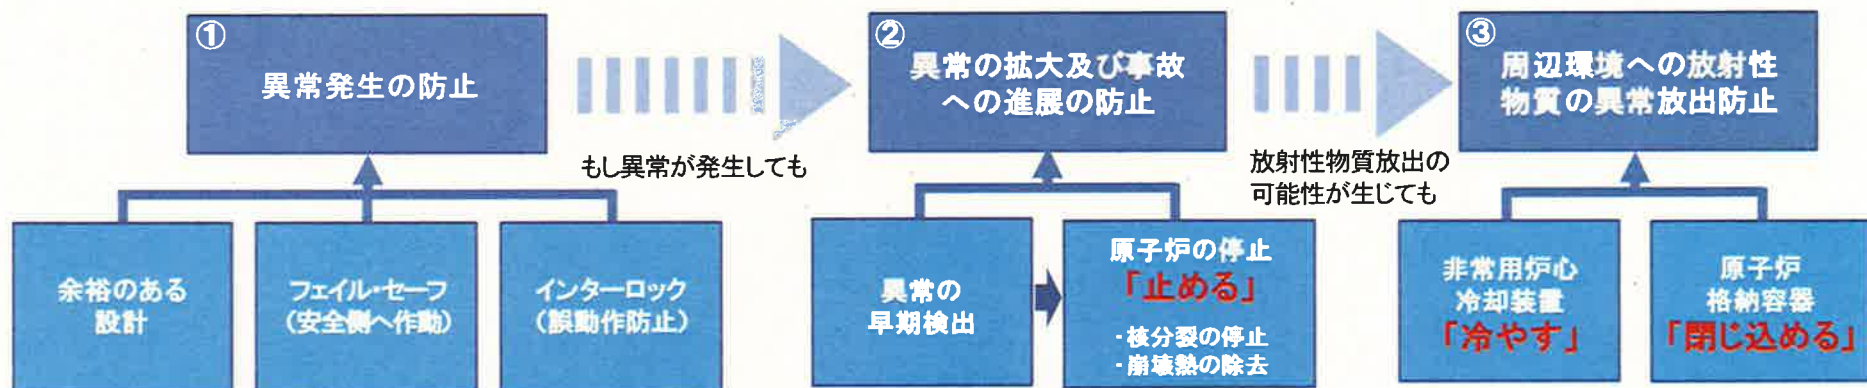 ①
異常発生の防止
もし異常が発生しても
②
異常の拡大及び事故
への進展の防止
放射性物質放出の
可能性が生じても
③
周辺環境への放射性
物質の異常放出防止
余裕のある
設計
フェイル・セーフ
(安全側へ作動)
インターロック
(誤動作防止)
異常の
早期検出
原子炉の停止
「止める」
・核分裂の停止
・崩壊熱の除去
非常用炉心
冷却装置
「冷やす」
原子炉
格納容器
「閉じ込める」